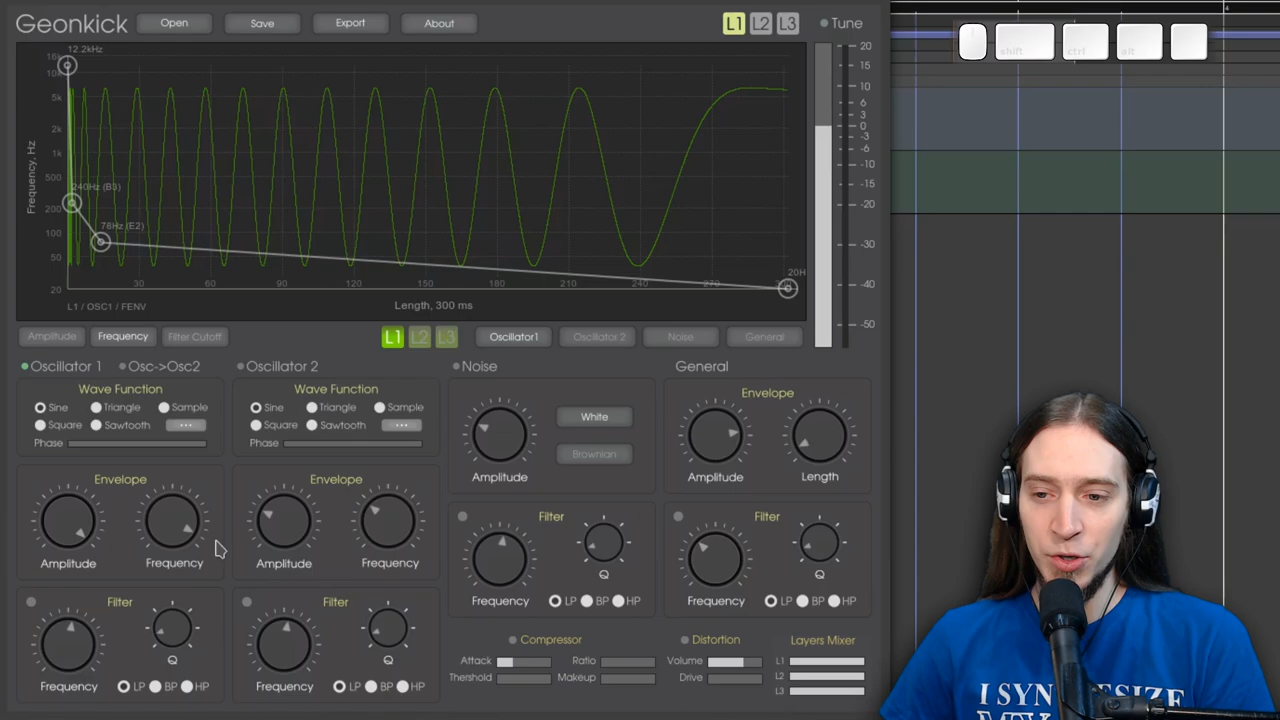 Geonkick Open Save Export About L1 L2 L3 Tune
12.2kHz
16k
10k
5k
2k
1k
500
200
100
50
20
Frequency, Hz
240Hz (B3)
78Hz (E2)
20H
30 60 90 120 150 180 210 240 270
L1 / OSC1 / FENV
Length, 300 ms
20
15
10
6
3
0
-3
-6
-10
-15
-20
-30
-40
-50
4
shift ctrl alt
Amplitude Frequency Filter Cutoff L1 L2 L3 Oscillator1 Oscillator 2 Noise General
Oscillator 1 Osc->Osc2 Oscillator 2 Noise General
Wave Function
Sine Triangle Sample
Square Sawtooth ...
Phase
Envelope
Amplitude Frequency
Filter
Q
Frequency LP BP HP
Wave Function
Sine Triangle Sample
Square Sawtooth ...
Phase
Envelope
Amplitude Frequency
Filter
Q
Frequency LP BP HP
White
Brownian
Amplitude
Filter
Q
Frequency LP BP HP
Envelope
Amplitude Length
Filter
Q
Frequency LP BP HP
Compressor
Attack Ratio
Thershold Makeup
Distortion
Volume
Drive
Layers Mixer
L1
L2
L3
I SYN ESIZE